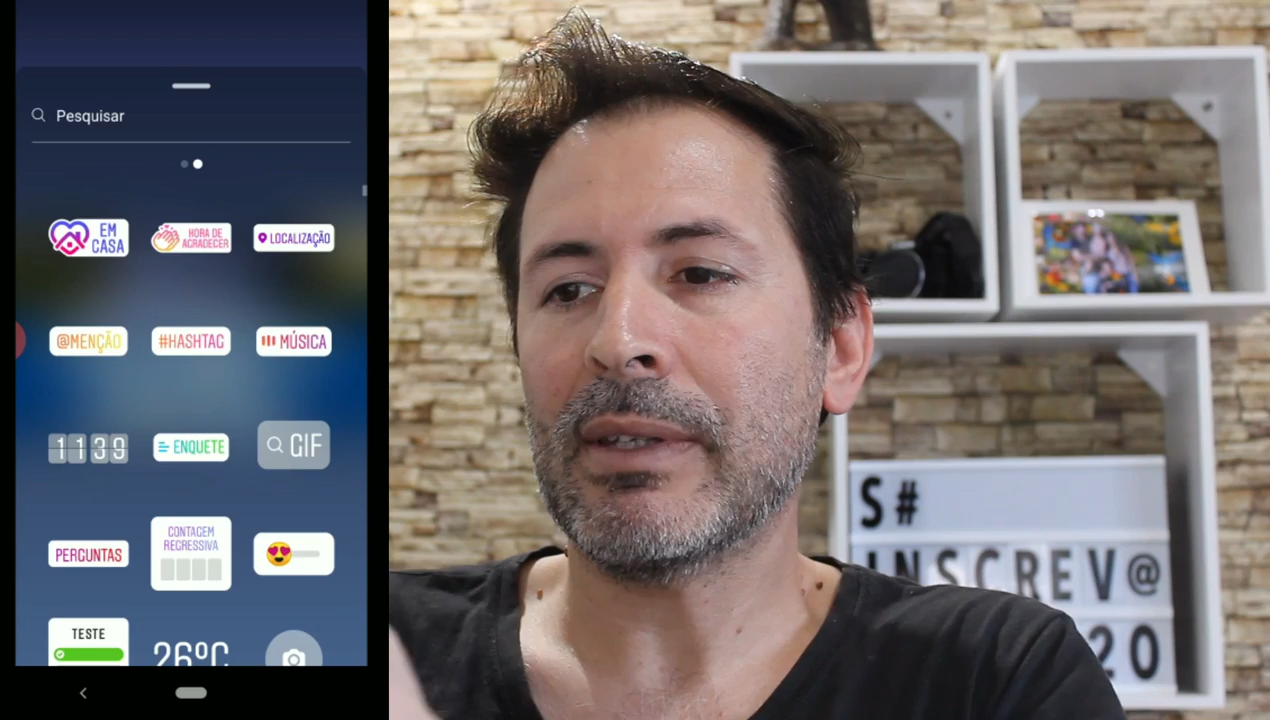 Pesquisar
EM
CASA
HORA DE
AGRADECER
LOCALIZAÇÃO
@MENÇÃO
#HASHTAG
MÚSICA
1139
ENQUETE
GIF
PERGUNTAS
CONTAGEM
REGRESSIVA
TESTE
26ºC
S#
INSCREV@
20